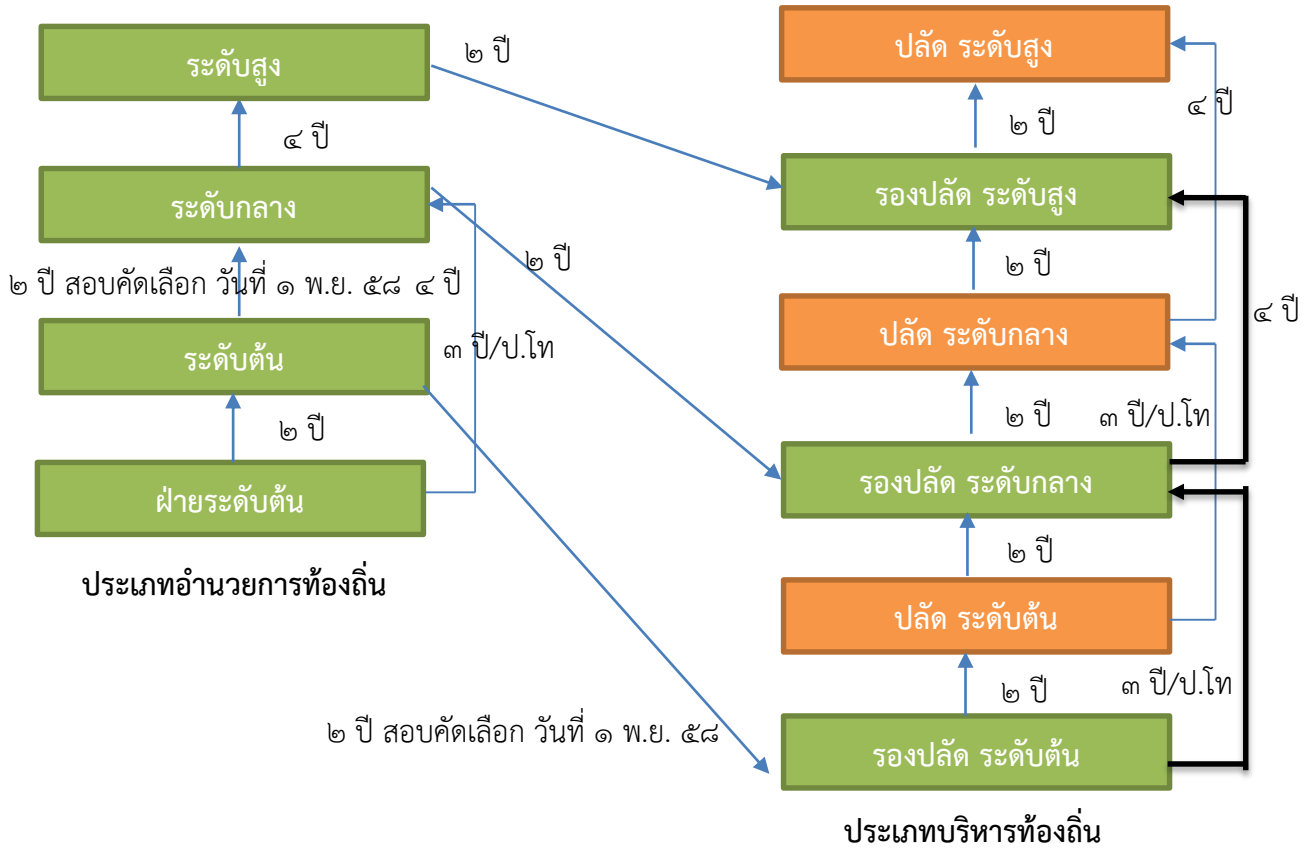 ระดับสูง
๔ ปี
ระดับกลาง
๒ ปี สอบคัดเลือก วันที่ ๑ พ.ย. ๕๘ ๔ ปี
ระดับต้น
๓ ปี/ป.โท
๒ ปี
ฝ่ายระดับต้น
ประเภทอำนวยการท้องถิ่น
๒ ปี
๒ ปี
๒ ปี สอบคัดเลือก วันที่ ๑ พ.ย. ๕๘
ปลัด ระดับสูง
๔ ปี
๒ ปี
รองปลัด ระดับสูง
๒ ปี
๔ ปี
ปลัด ระดับกลาง
๒ ปี
๓ ปี/ป.โท
รองปลัด ระดับกลาง
๒ ปี
ปลัด ระดับต้น
๒ ปี
๓ ปี/ป.โท
รองปลัด ระดับต้น
ประเภทบริหารท้องถิ่น